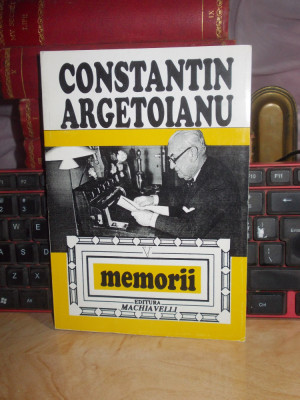 CONSTANTIN
ARGETOIANU
V
memorii
EDITURA
MACHIAVELLI